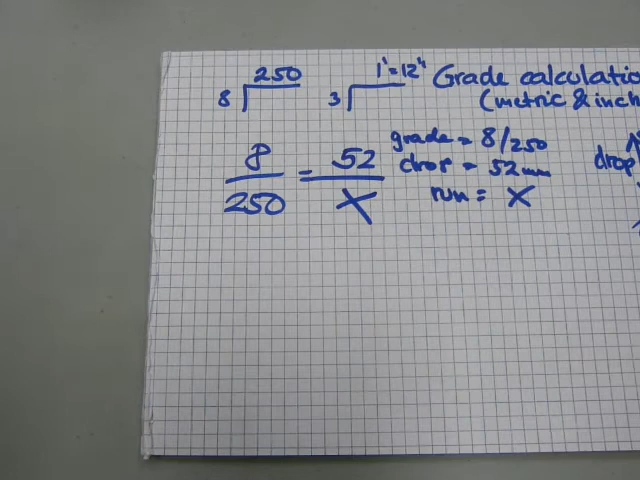 250 1'=12" Grade calculatio
8 3 (metric & inch
8/250 = 52/X
grade = 8/250
drop = 52mm
run = X
drop